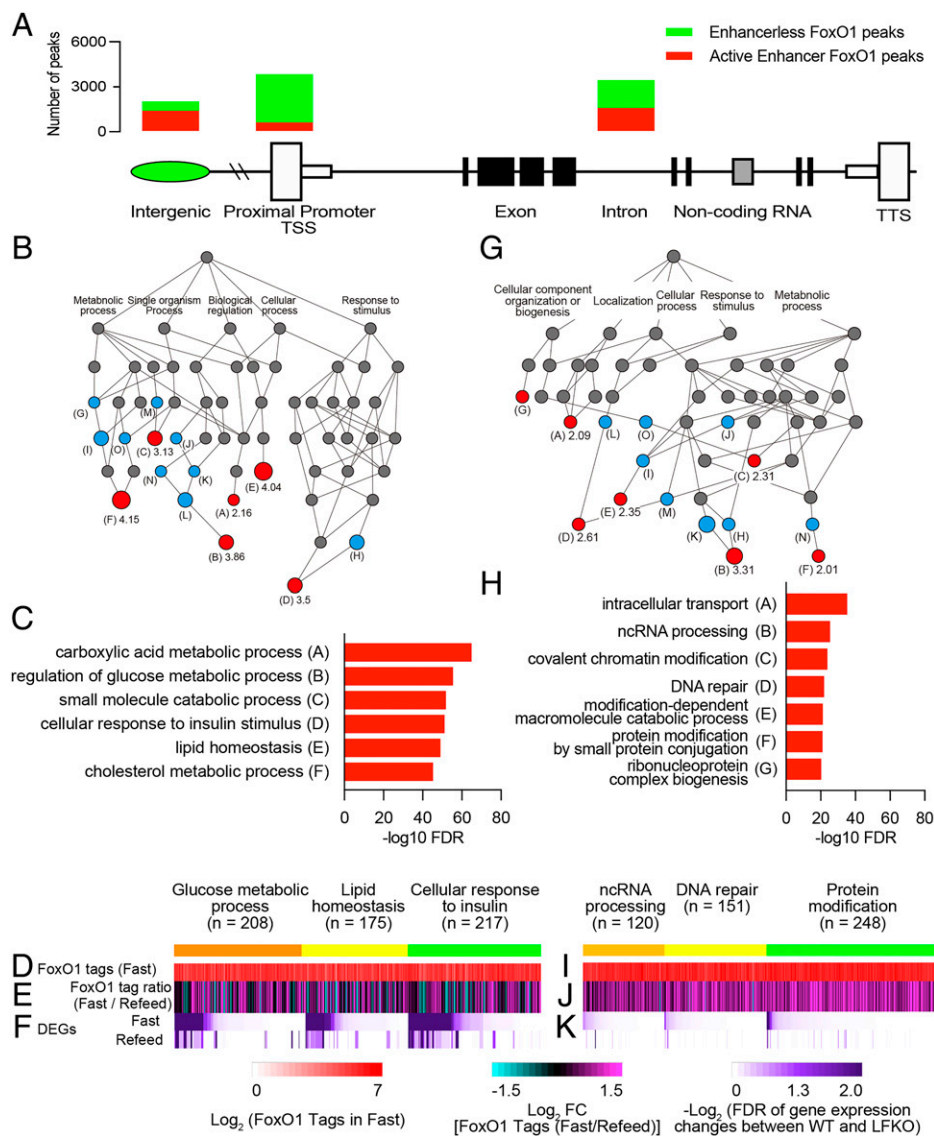 A
6000
3000
0
Number of peaks
Enhancerless FoxO1 peaks
Active Enhancer FoxO1 peaks
Intergenic
Proximal Promoter
TSS
Exon
Intron
Non-coding RNA
TTS
B
Metabolic
process
Single organism
Process
Biological
regulation
Cellular
process
Response to
stimulus
(G)
(M)
(I)
(O)
(C) 3.13
(J)
(N)
(K)
(E) 4.04
(F) 4.15
(L)
(A) 2.16
(B) 3.86
(H)
(D) 3.5
G
Cellular component
organization or
biogenesis
Localization
Cellular
process
Response to
stimulus
Metabolic
process
(G)
(A) 2.09
(L)
(O)
(J)
(I)
(C) 2.31
(E) 2.35
(M)
(D) 2.61
(K)
(H)
(N)
(B) 3.31
(F) 2.01
C
carboxylic acid metabolic process (A)
regulation of glucose metabolic process (B)
small molecule catabolic process (C)
cellular response to insulin stimulus (D)
lipid homeostasis (E)
cholesterol metabolic process (F)
0 20 40 60 80
-log10 FDR
H
intracellular transport (A)
ncRNA processing (B)
covalent chromatin modification (C)
DNA repair (D)
modification-dependent
macromolecule catabolic process (E)
protein modification
by small protein conjugation (F)
ribonucleoprotein
complex biogenesis (G)
0 20 40 60 80
-log10 FDR
Glucose metabolic
process
(n = 208)
Lipid
homeostasis
(n = 175)
Cellular response
to insulin
(n = 217)
ncRNA
processing
(n = 120)
DNA repair
(n = 151)
Protein
modification
(n = 248)
D FoxO1 tags (Fast)
I
E FoxO1 tag ratio
(Fast / Refeed)
J
F DEGs
Fast
Refeed
K
0 7
Log2 (FoxO1 Tags in Fast)
-1.5 1.5
Log2 FC
[FoxO1 Tags (Fast/Refeed)]
0 1.3 2.0
-Log2 (FDR of gene expression
changes between WT and LFKO)